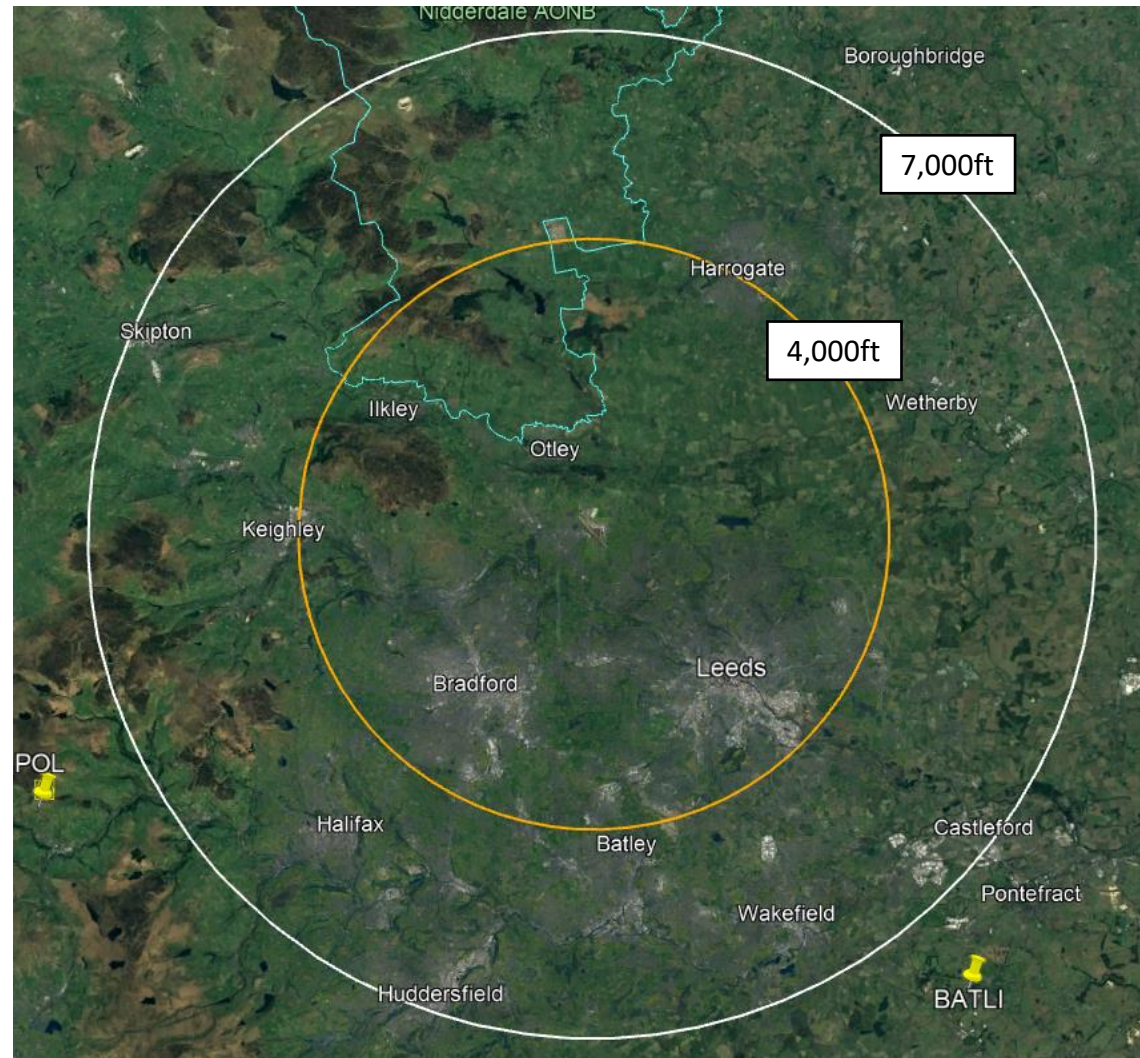 Nidderdale AONB
Boroughbridge
7,000ft
Harrogate
Skipton
4,000ft
Ilkley
Wetherby
Otley
Keighley
Leeds
Bradford
POL
Halifax
Castleford
Batley
Pontefract
Wakefield
Huddersfield
BATLI